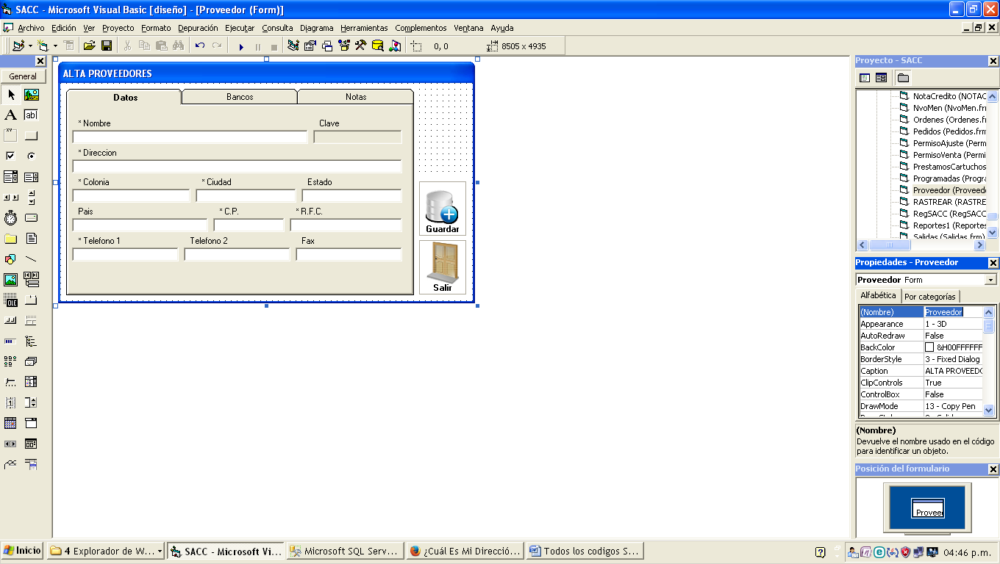 SACC - Microsoft Visual Basic [diseño] - [Proveedor (Form)]
Archivo Edición Ver Proyecto Formato Depuración Ejecutar Consulta Diagrama Herramientas Complementos Ventana Ayuda
0, 0
8505 x 4935
General
A
ab
xy
OLE
ALTA PROVEEDORES
Datos
Bancos
Notas
* Nombre
Clave
* Direccion
* Colonia
* Ciudad
Estado
Pais
* C.P.
* R.F.C.
* Telefono 1
Telefono 2
Fax
Guardar
Salir
Proyecto - SACC
NotaCredito (NOTAC
NvoMen (NvoMen.frm
Ordenes (Ordenes.fr
Pedidos (Pedidos.frm
PermisoAjuste (Perm
PermisoVenta (Permi
PrestamosCartuchos
Programadas (Progra
Proveedor (Proveedo
RASTREAR (RASTRE
RegSACC (RegSACC
Reportes1 (Reportes
Salidas (Salidas.frm)
Propiedades - Proveedor
Proveedor Form
Alfabética
Por categorías
(Nombre) Proveedor
Appearance 1 - 3D
AutoRedraw False
BackColor &H00FFFFFF
BorderStyle 3 - Fixed Dialog
Caption ALTA PROVEEDO
ClipControls True
ControlBox False
DrawMode 13 - Copy Pen
(Nombre)
Devuelve el nombre usado en el código
para identificar un objeto.
Posición del formulario
Provee
Inicio
4 Explorador de W...
SACC - Microsoft Vi...
Microsoft SQL Serv...
¿Cuál Es Mi Direcció...
Todos los codigos S...
04:46 p.m.